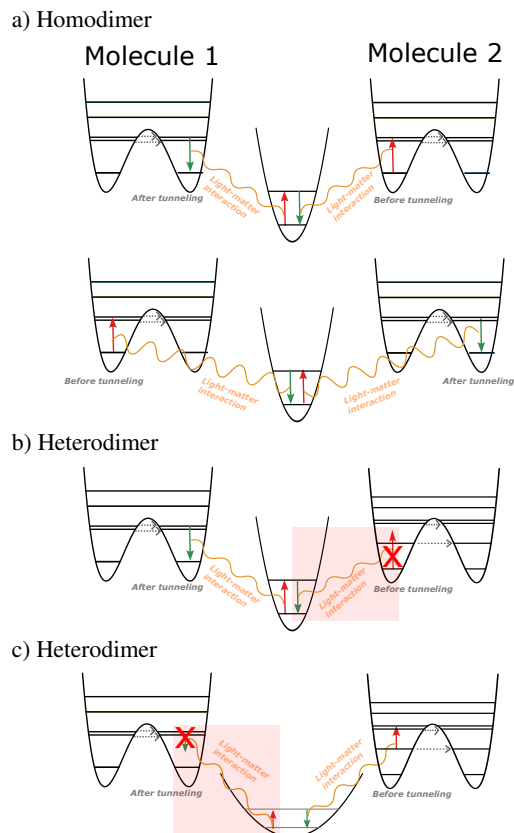 a) Homodimer
Molecule 1
Molecule 2
After tunneling
Light-matter
interaction
Light-matter
interaction
Before tunneling
Before tunneling
Light-matter
interaction
Light-matter
interaction
After tunneling
b) Heterodimer
After tunneling
Light-matter
interaction
Light-matter
interaction
X
Before tunneling
c) Heterodimer
X
After tunneling
Light-matter
interaction
Light-matter
interaction
Before tunneling